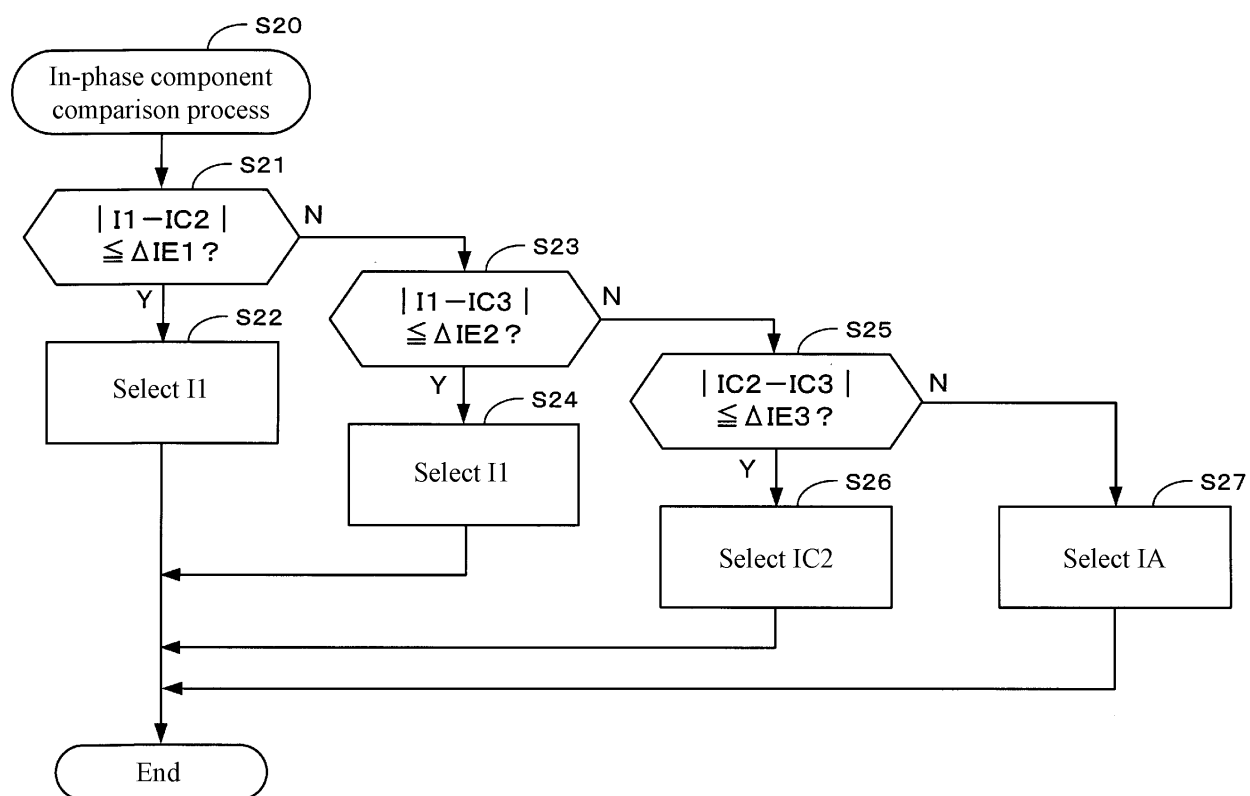 S20
In-phase component
comparison process
S21
| I1－IC2 |
≦ ΔIE1？
N
Y
S22
Select I1
S23
| I1－IC3 |
≦ ΔIE2？
N
Y
S24
Select I1
S25
| IC2－IC3 |
≦ ΔIE3？
N
Y
S26
Select IC2
S27
Select IA
End